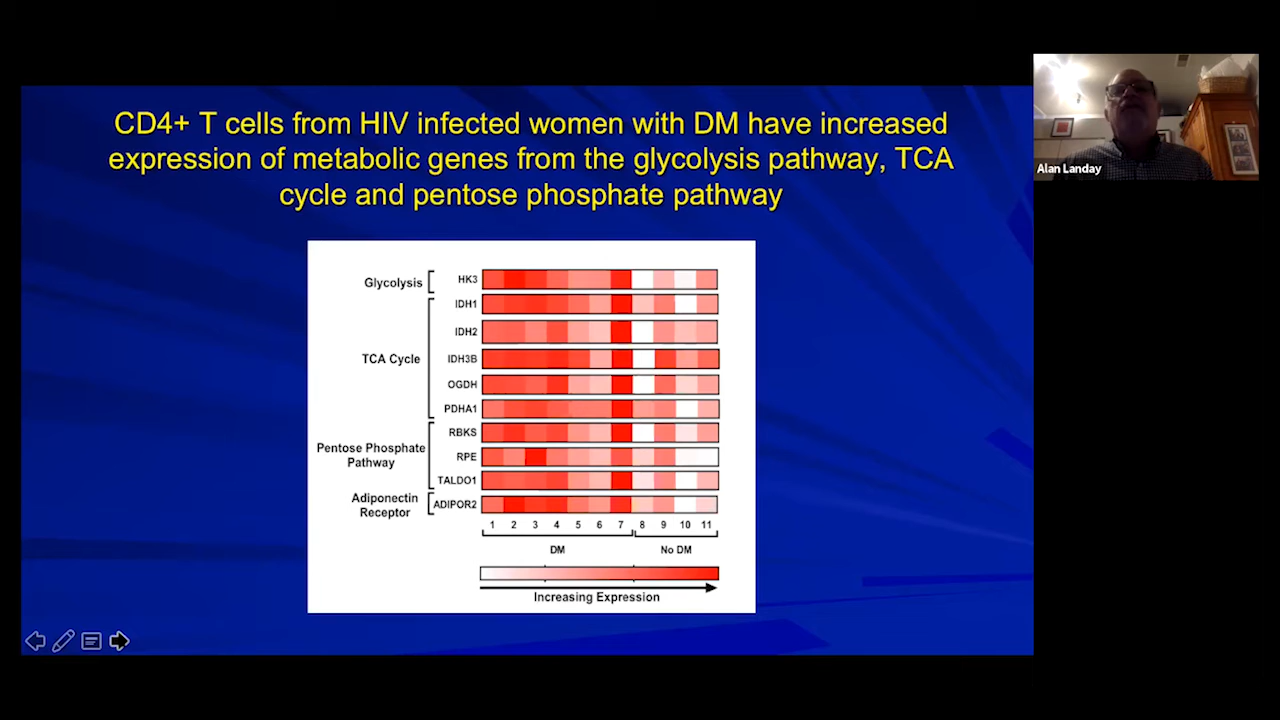 CD4+ T cells from HIV infected women with DM have increased
expression of metabolic genes from the glycolysis pathway, TCA
cycle and pentose phosphate pathway
Alan Landay
Glycolysis
HK3
TCA Cycle
IDH1
IDH2
IDH3B
OGDH
PDHA1
Pentose Phosphate
Pathway
RBKS
RPE
TALDO1
Adiponectin
Receptor
ADIPOR2
1 2 3 4 5 6 7 8 9 10 11
DM No DM
Increasing Expression